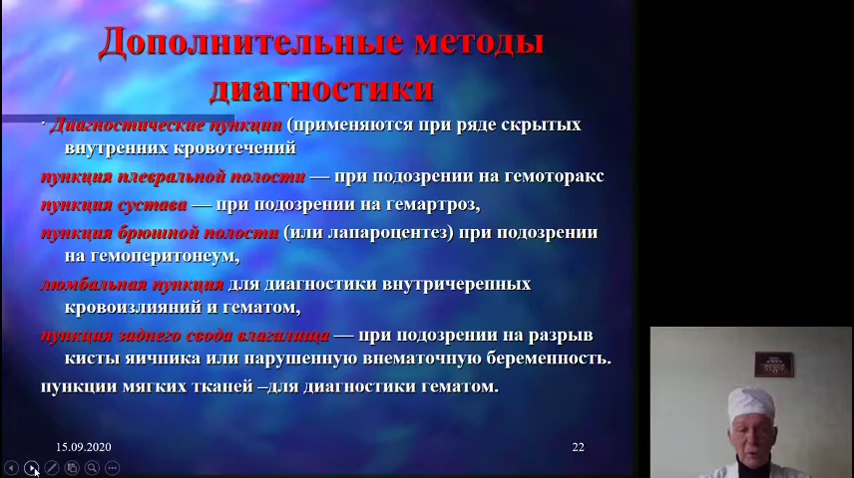 Дополнительные методы
диагностики
· Диагностические пункции (применяются при ряде скрытых
внутренних кровотечений
пункция плевральной полости — при подозрении на гемоторакс
пункция сустава — при подозрении на гемартроз,
пункция брюшной полости (или лапароцентез) при подозрении
на гемоперитонеум,
люмбальная пункция для диагностики внутричерепных
кровоизлияний и гематом,
пункция заднего свода влагалища — при подозрении на разрыв
кисты яичника или нарушенную внематочную беременность.
пункции мягких тканей –для диагностики гематом.
15.09.2020
22